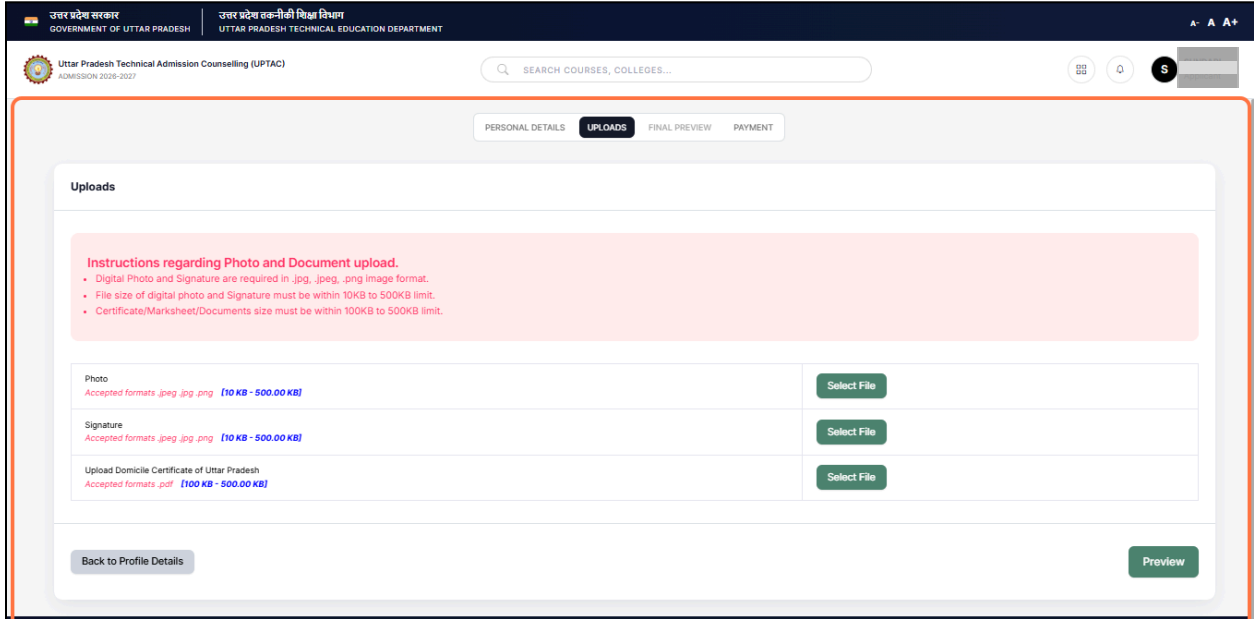 उत्तर प्रदेश सरकार
GOVERNMENT OF UTTAR PRADESH
उत्तर प्रदेश तकनीकी शिक्षा विभाग
UTTAR PRADESH TECHNICAL EDUCATION DEPARTMENT
A- A A+
Uttar Pradesh Technical Admission Counselling (UPTAC)
ADMISSION 2026-2027
SEARCH COURSES, COLLEGES...
S
PERSONAL DETAILS UPLOADS FINAL PREVIEW PAYMENT
Uploads
Instructions regarding Photo and Document upload.
• Digital Photo and Signature are required in .jpg, .jpeg, .png image format.
• File size of digital photo and Signature must be within 10KB to 500KB limit.
• Certificate/Marksheet/Documents size must be within 100KB to 500KB limit.
Photo
Accepted formats .jpeg .jpg .png [10 KB - 500.00 KB]
Select File
Signature
Accepted formats .jpeg .jpg .png [10 KB - 500.00 KB]
Select File
Upload Domicile Certificate of Uttar Pradesh
Accepted formats .pdf [100 KB - 500.00 KB]
Select File
Back to Profile Details
Preview